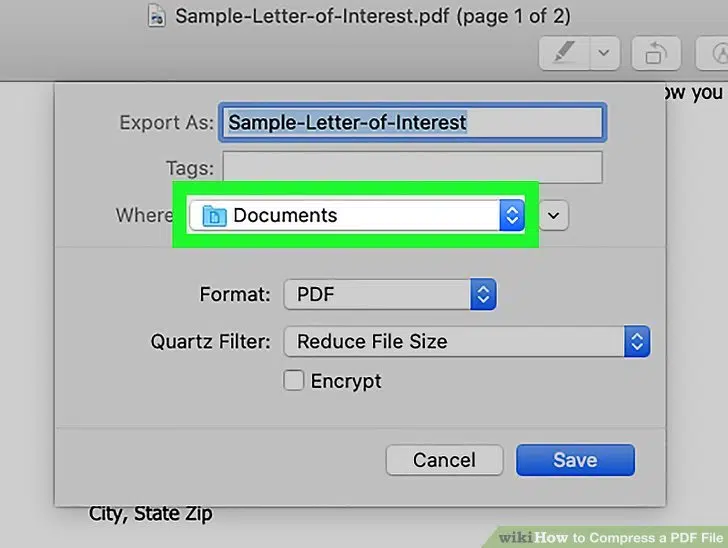 Sample-Letter-of-Interest.pdf (page 1 of 2)
ow you
Export As: Sample-Letter-of-Interest
Tags:
Where Documents
Format: PDF
Quartz Filter: Reduce File Size
Encrypt
Cancel Save
City, State Zip
wikiHow to Compress a PDF File